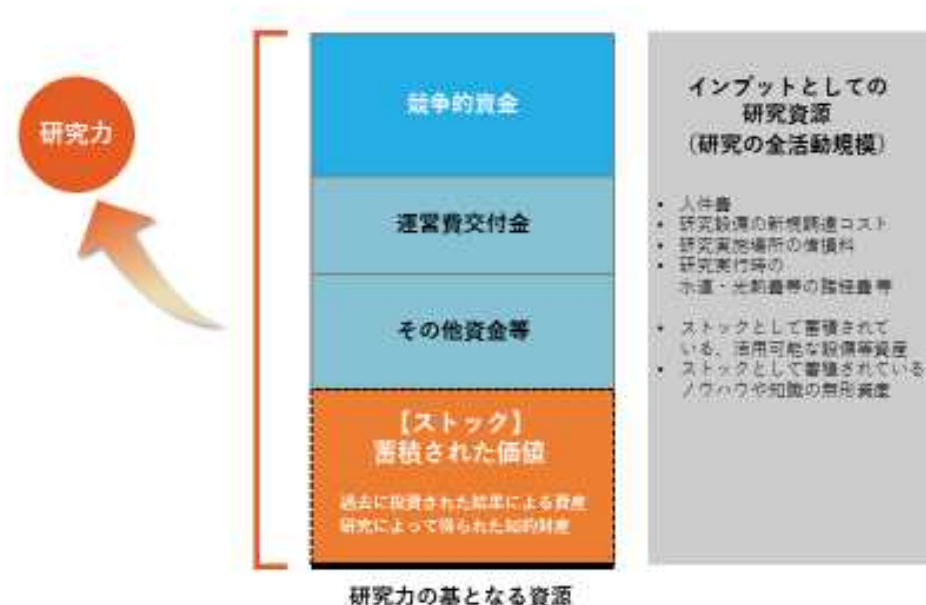 研究力
競争的資金
運営費交付金
その他資金等
【ストック】
蓄積された価値
過去に投資された結果による資産
研究によって得られた知的財産
研究力の基となる資源
インプットとしての
研究資源
(研究の全活動規模)
• 人件費
• 研究設備の新規調達コスト
• 研究実施場所の借損料
• 研究実行時の
水道・光熱費等の諸経費等
• ストックとして蓄積されて
いる、活用可能な設備等資産
• ストックとして蓄積されている
ノウハウや知識の無形資産